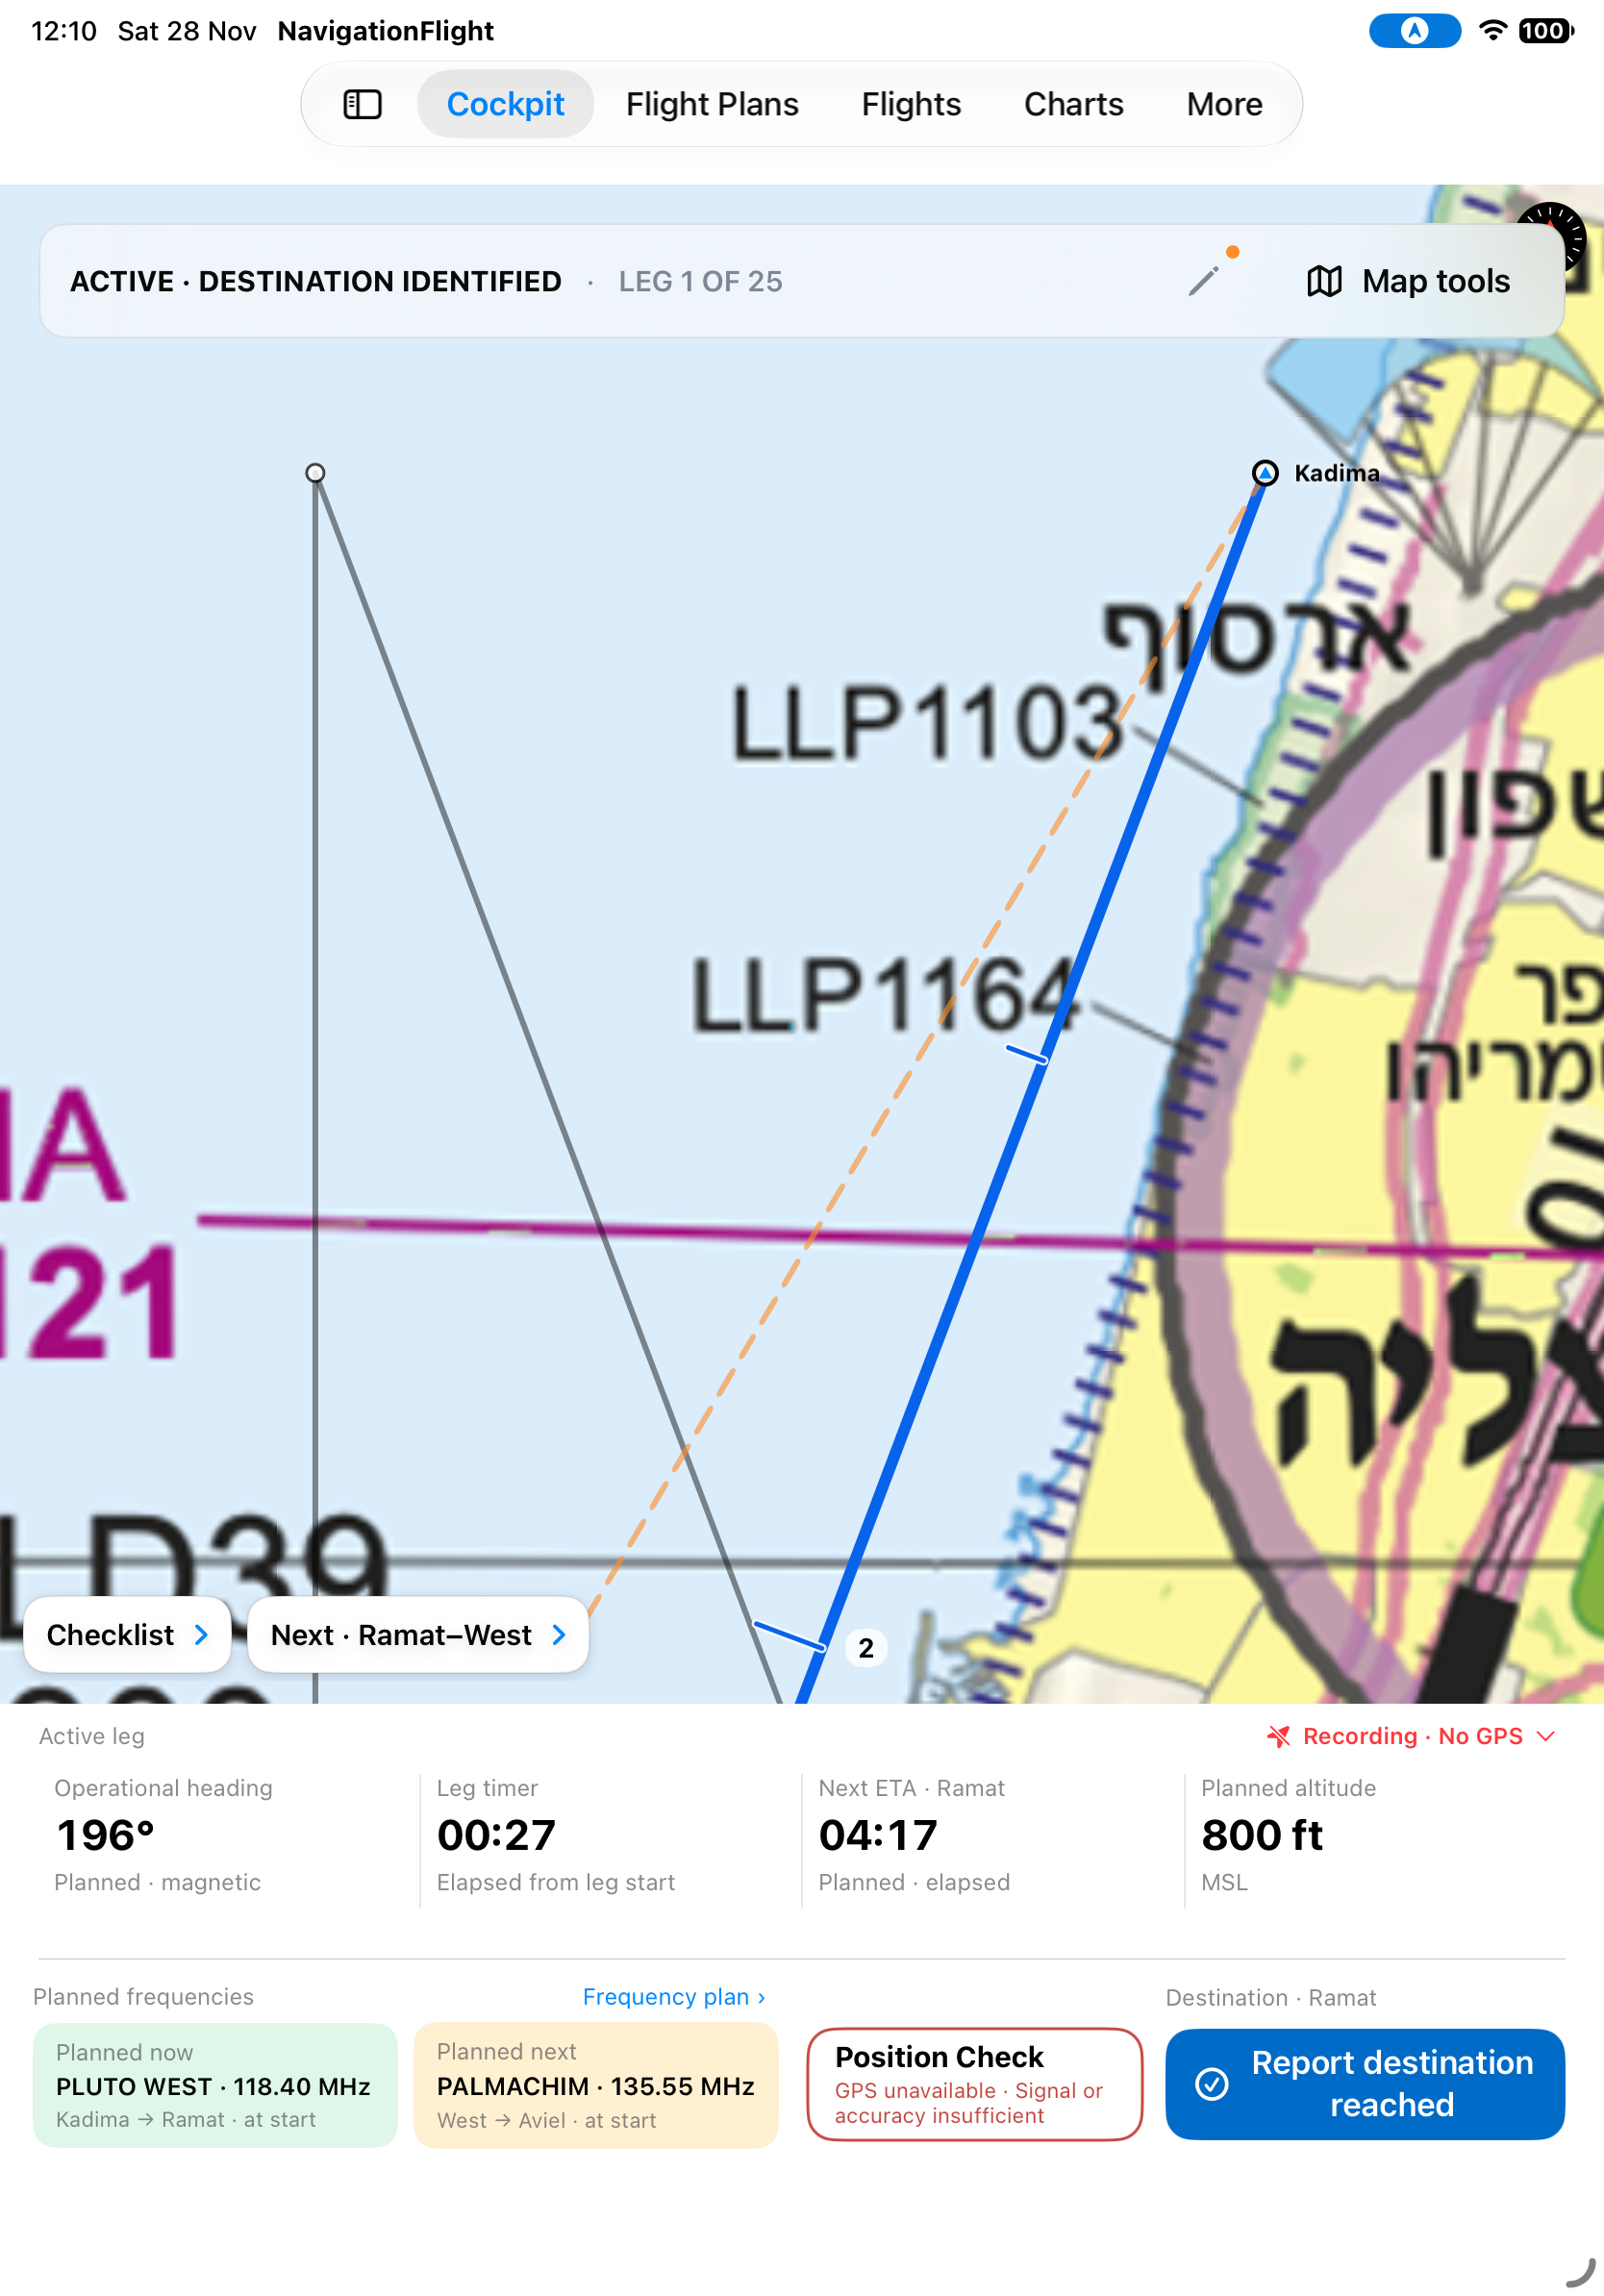 12:10 Sat 28 Nov NavigationFlight
100
Cockpit Flight Plans Flights Charts More
ACTIVE · DESTINATION IDENTIFIED · LEG 1 OF 25
Map tools
Kadima
ארסוף
LLP1103
LLP1164
121
2
Checklist
Next · Ramat–West
Active leg
Recording · No GPS
Operational heading
196°
Planned · magnetic
Leg timer
00:27
Elapsed from leg start
Next ETA · Ramat
04:17
Planned · elapsed
Planned altitude
800 ft
MSL
Planned frequencies
Frequency plan ›
Planned now
PLUTO WEST · 118.40 MHz
Kadima → Ramat · at start
Planned next
PALMACHIM · 135.55 MHz
West → Aviel · at start
Position Check
GPS unavailable · Signal or
accuracy insufficient
Destination · Ramat
Report destination
reached